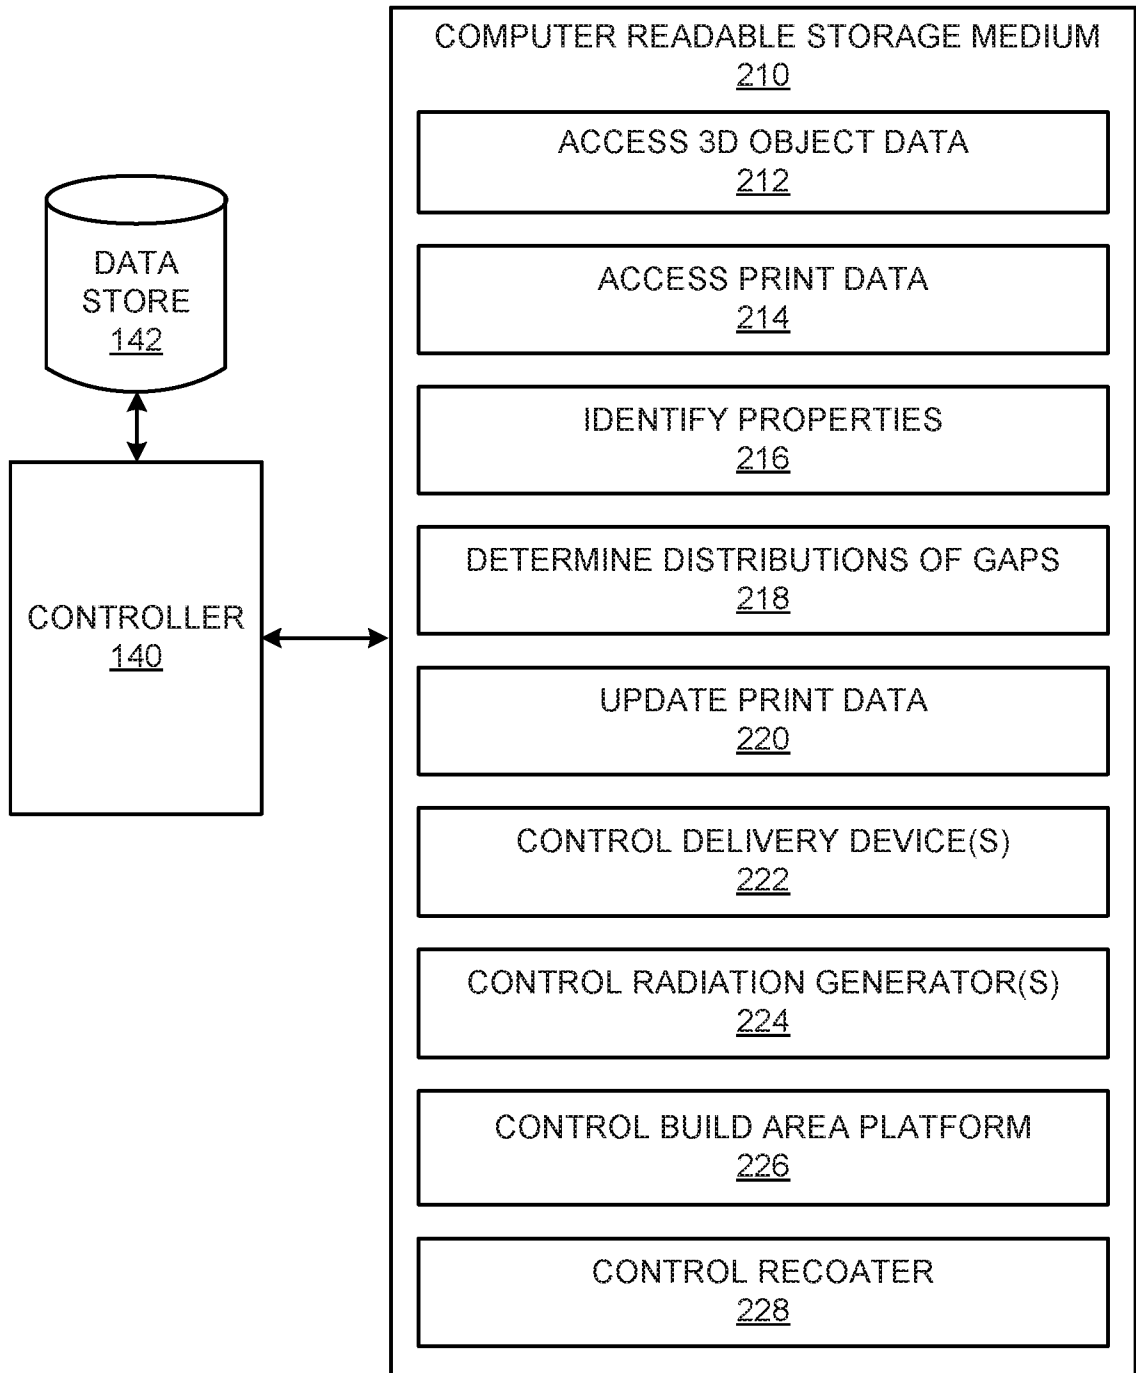 COMPUTER READABLE STORAGE MEDIUM
210
ACCESS 3D OBJECT DATA
212
ACCESS PRINT DATA
214
IDENTIFY PROPERTIES
216
DETERMINE DISTRIBUTIONS OF GAPS
218
UPDATE PRINT DATA
220
CONTROL DELIVERY DEVICE(S)
222
CONTROL RADIATION GENERATOR(S)
224
CONTROL BUILD AREA PLATFORM
226
CONTROL RECOATER
228
DATA
STORE
142
CONTROLLER
140